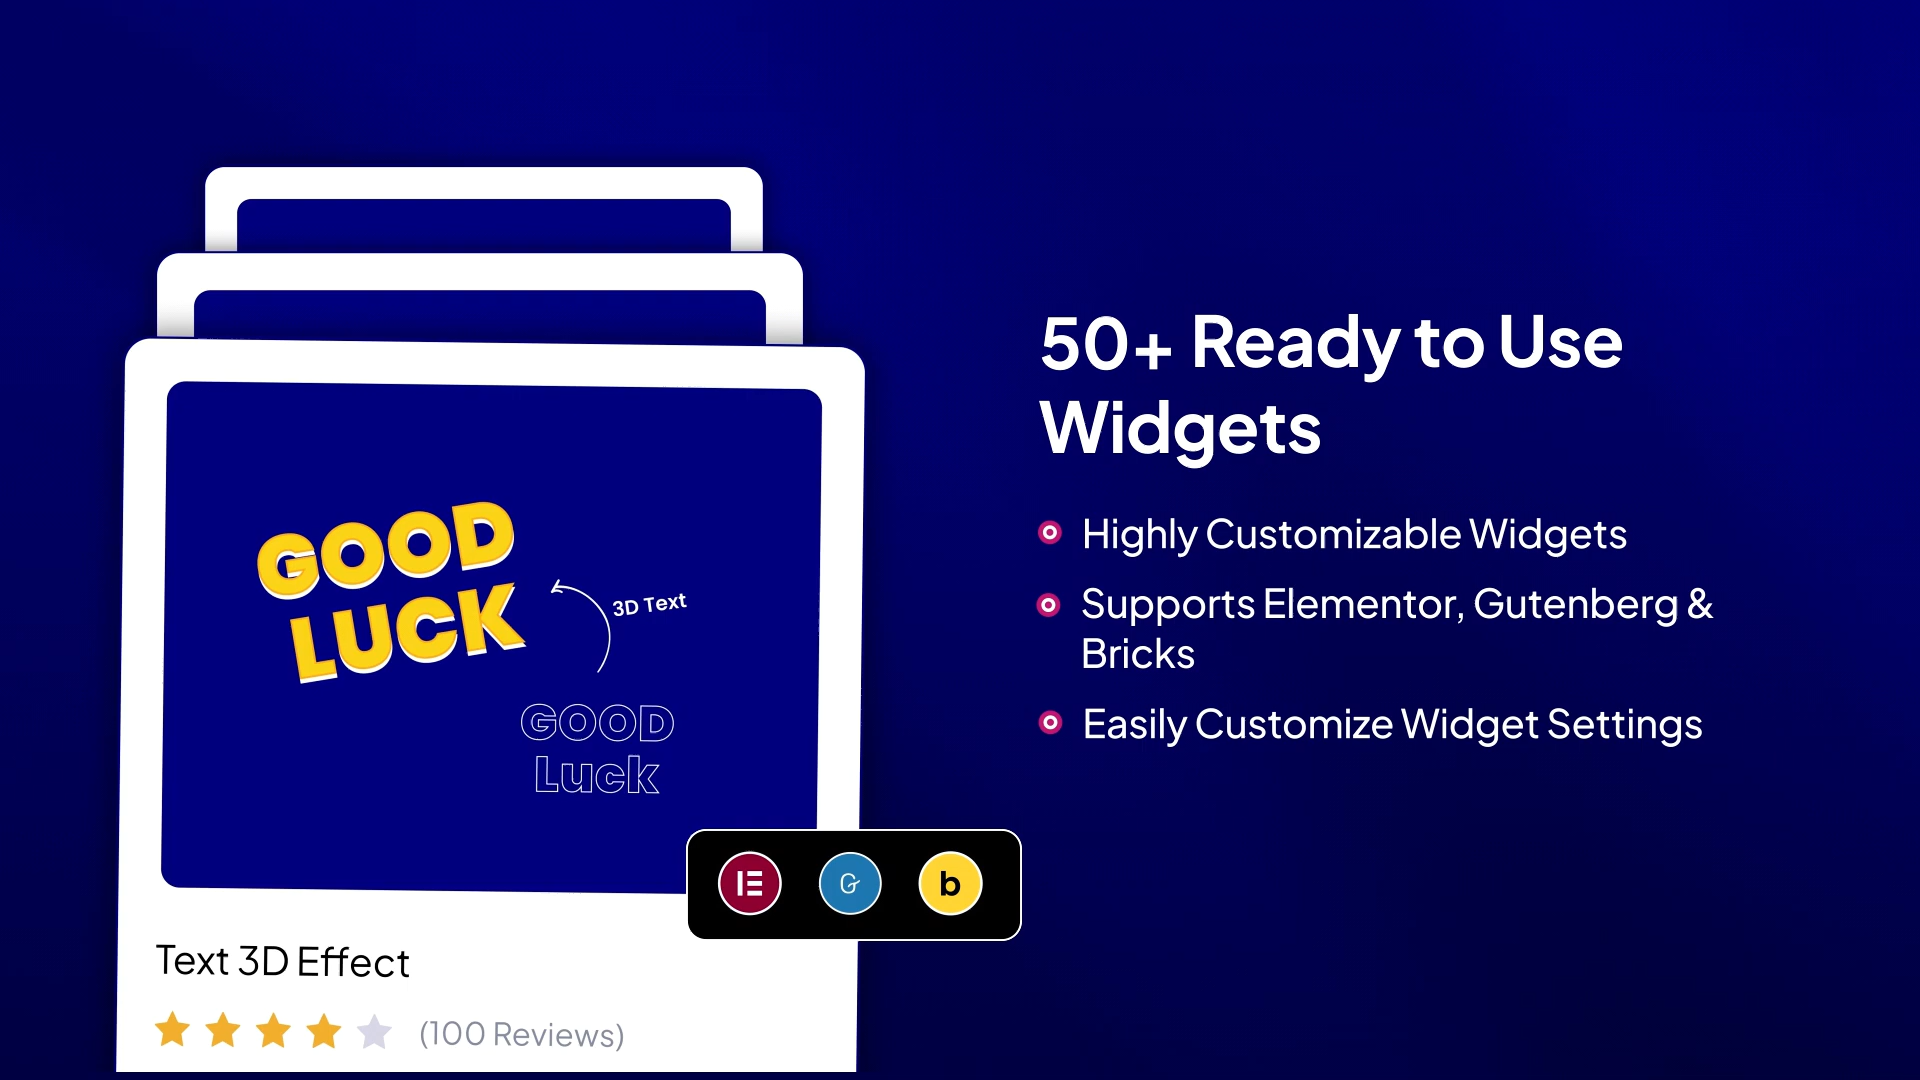 50+ Ready to Use
Widgets
Highly Customizable Widgets
Supports Elementor, Gutenberg &
Bricks
Easily Customize Widget Settings
GOOD
LUCK
3D Text
GOOD
Luck
b
Text 3D Effect
(100 Reviews)